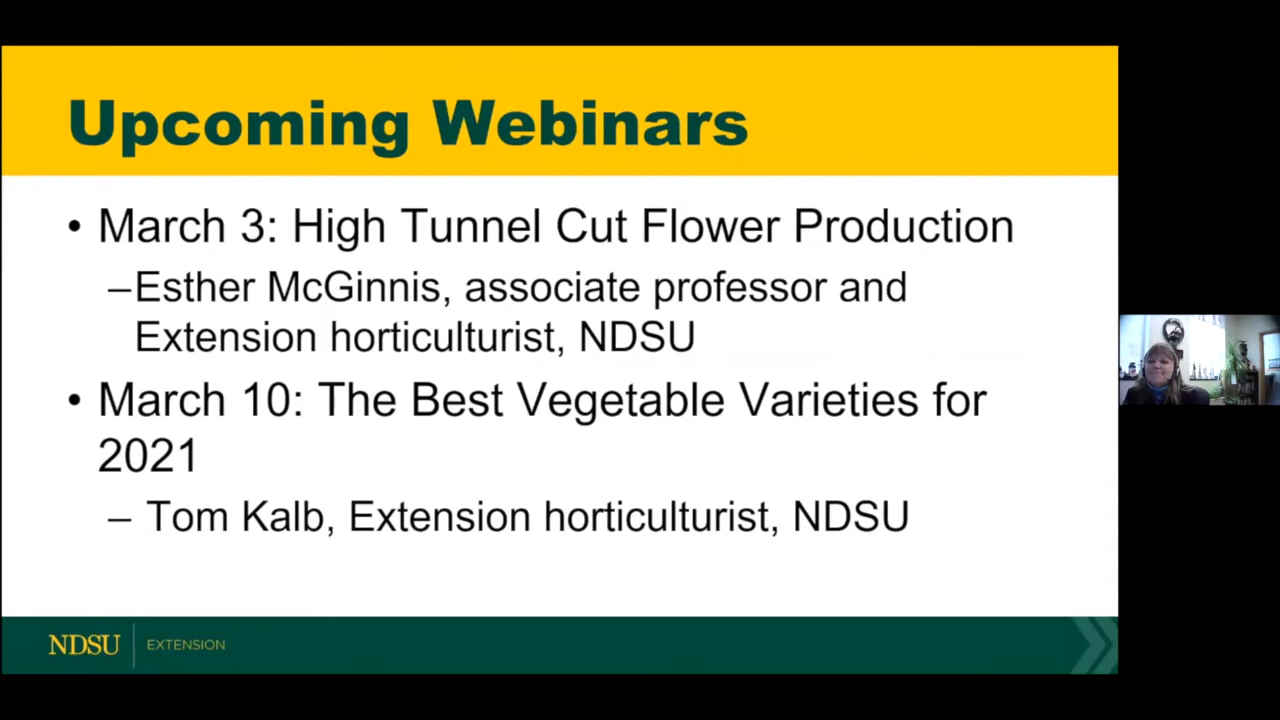 Upcoming Webinars
• March 3: High Tunnel Cut Flower Production
–Esther McGinnis, associate professor and
Extension horticulturist, NDSU
• March 10: The Best Vegetable Varieties for
2021
– Tom Kalb, Extension horticulturist, NDSU
NDSU EXTENSION